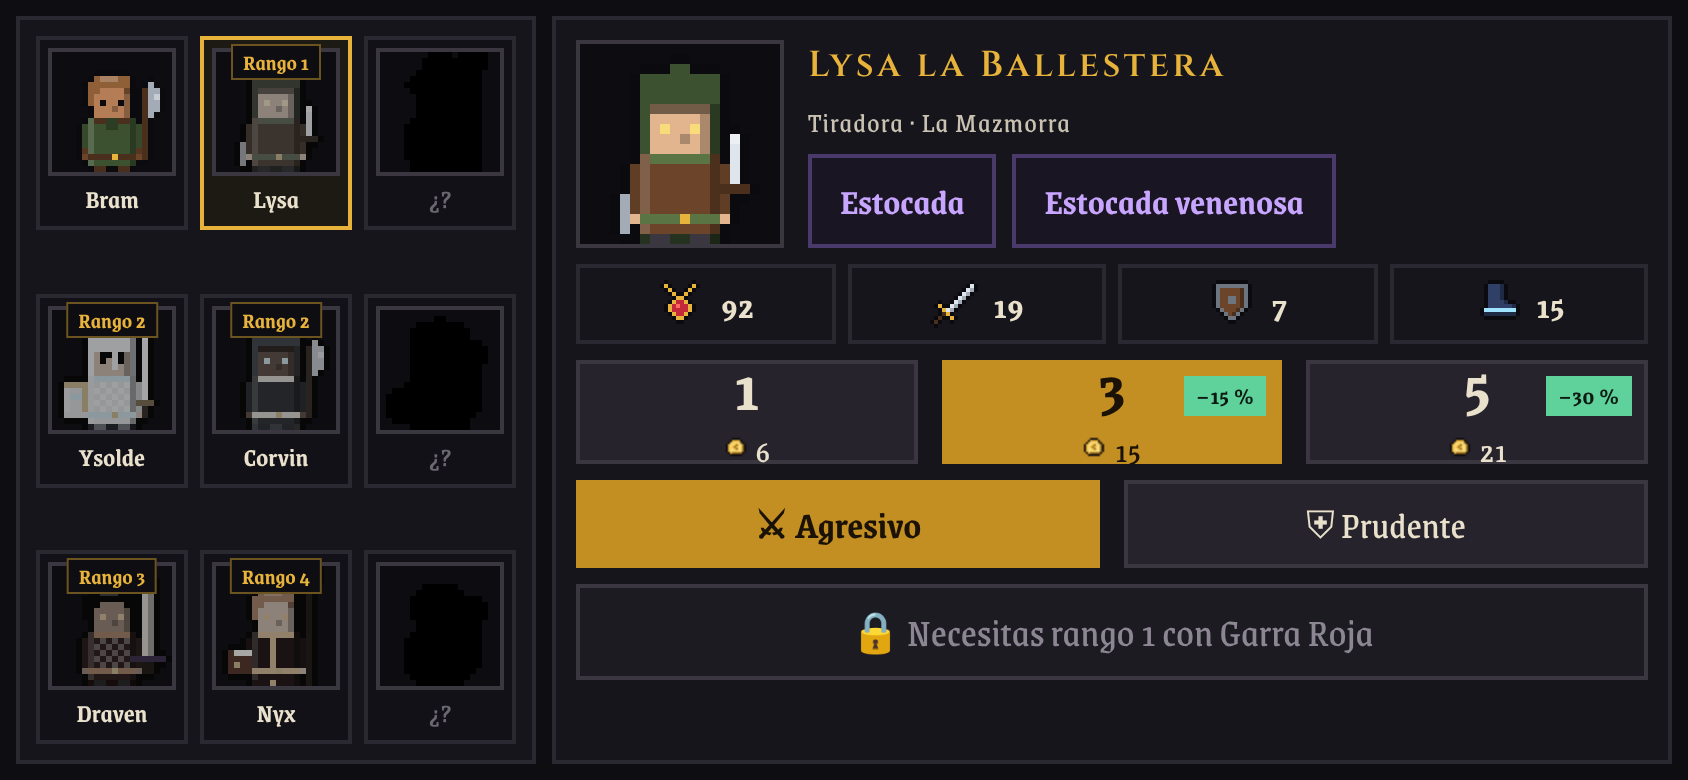 Rango 1
Bram
Lysa
¿?
Rango 2
Rango 2
Ysolde
Corvin
¿?
Rango 3
Rango 4
Draven
Nyx
¿?
Lysa la Ballestera
Tiradora · La Mazmorra
Estocada
Estocada venenosa
92
19
7
15
1
6
3
−15 %
15
5
−30 %
21
Agresivo
Prudente
Necesitas rango 1 con Garra Roja